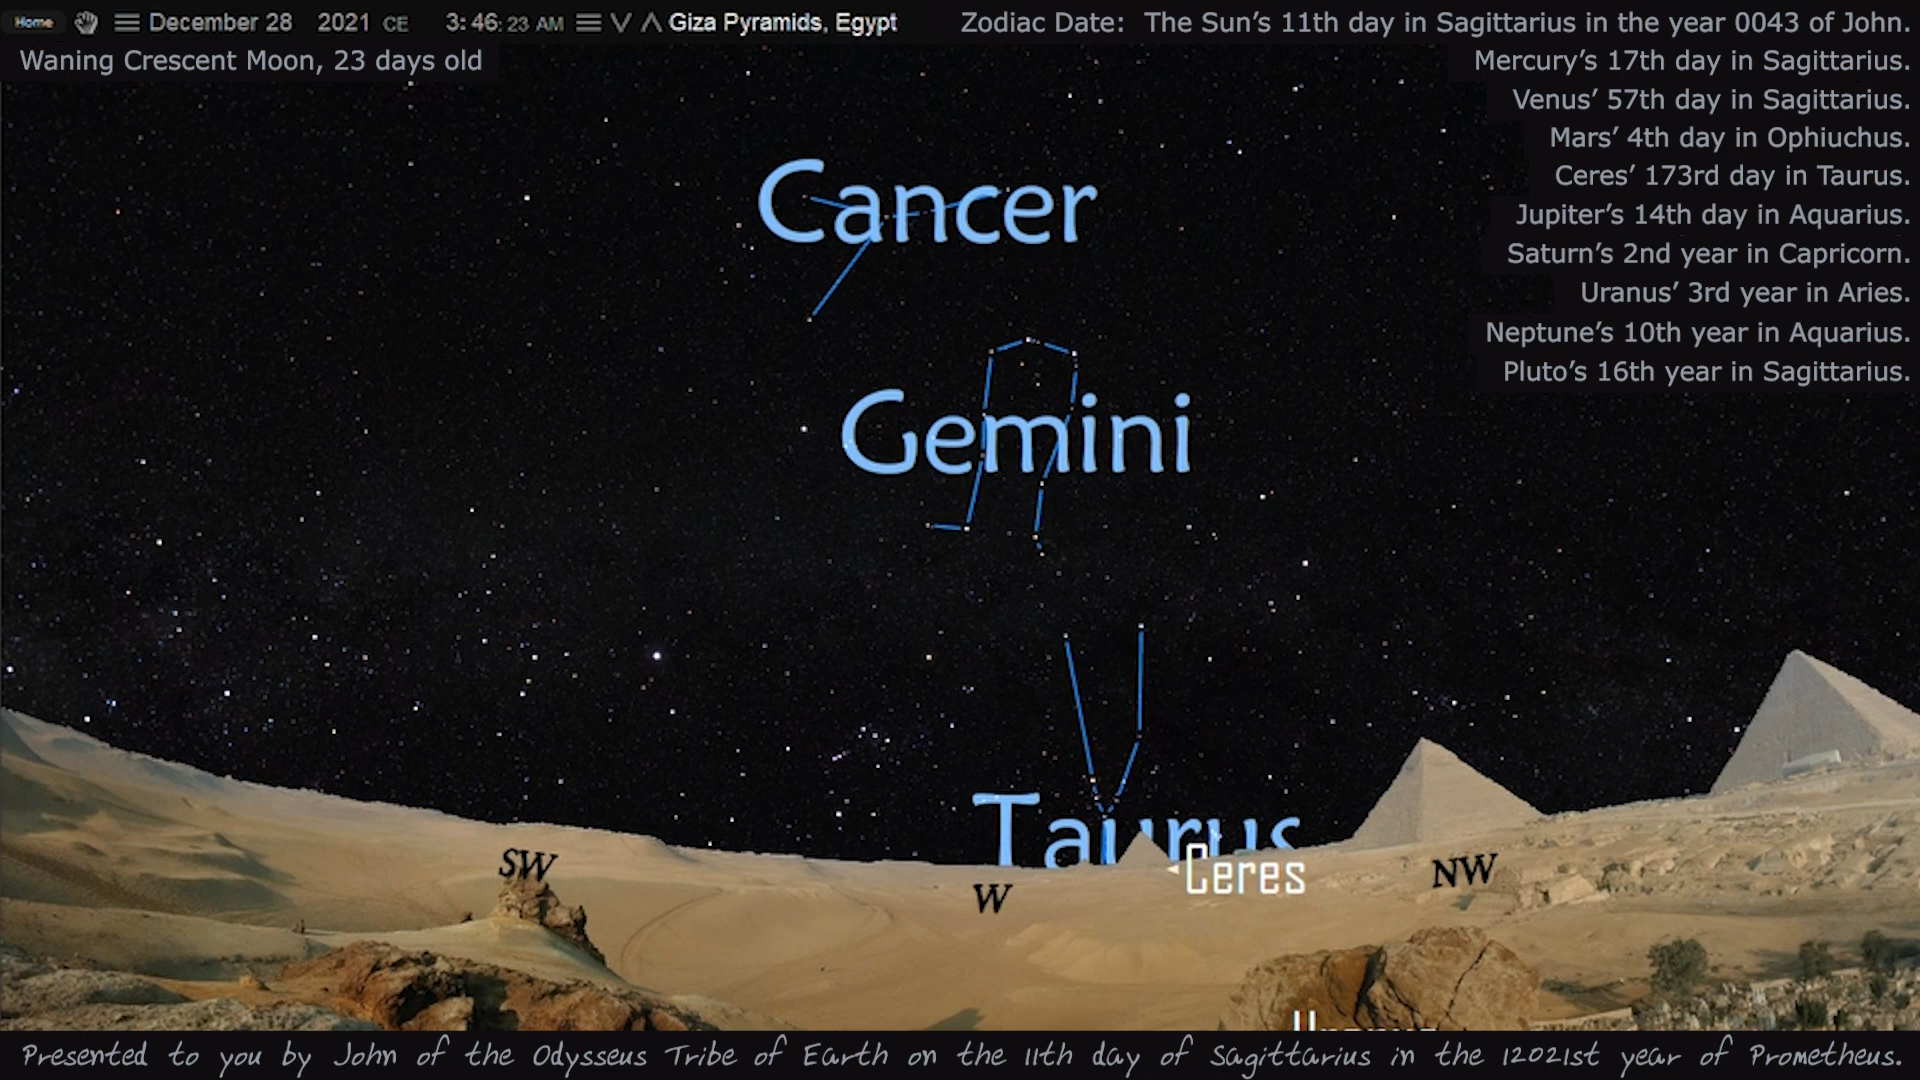 Home December 28 2021 CE 3:46:23 AM Giza Pyramids, Egypt
Zodiac Date: The Sun’s 11th day in Sagittarius in the year 0043 of John.
Waning Crescent Moon, 23 days old
Mercury’s 17th day in Sagittarius.
Venus’ 57th day in Sagittarius.
Mars’ 4th day in Ophiuchus.
Ceres’ 173rd day in Taurus.
Jupiter’s 14th day in Aquarius.
Saturn’s 2nd year in Capricorn.
Uranus’ 3rd year in Aries.
Neptune’s 10th year in Aquarius.
Pluto’s 16th year in Sagittarius.
Cancer
Gemini
Taurus
Ceres
SW
W
NW
Uranus
Presented to you by John of the Odysseus Tribe of Earth on the 11th day of Sagittarius in the 12021st year of Prometheus.